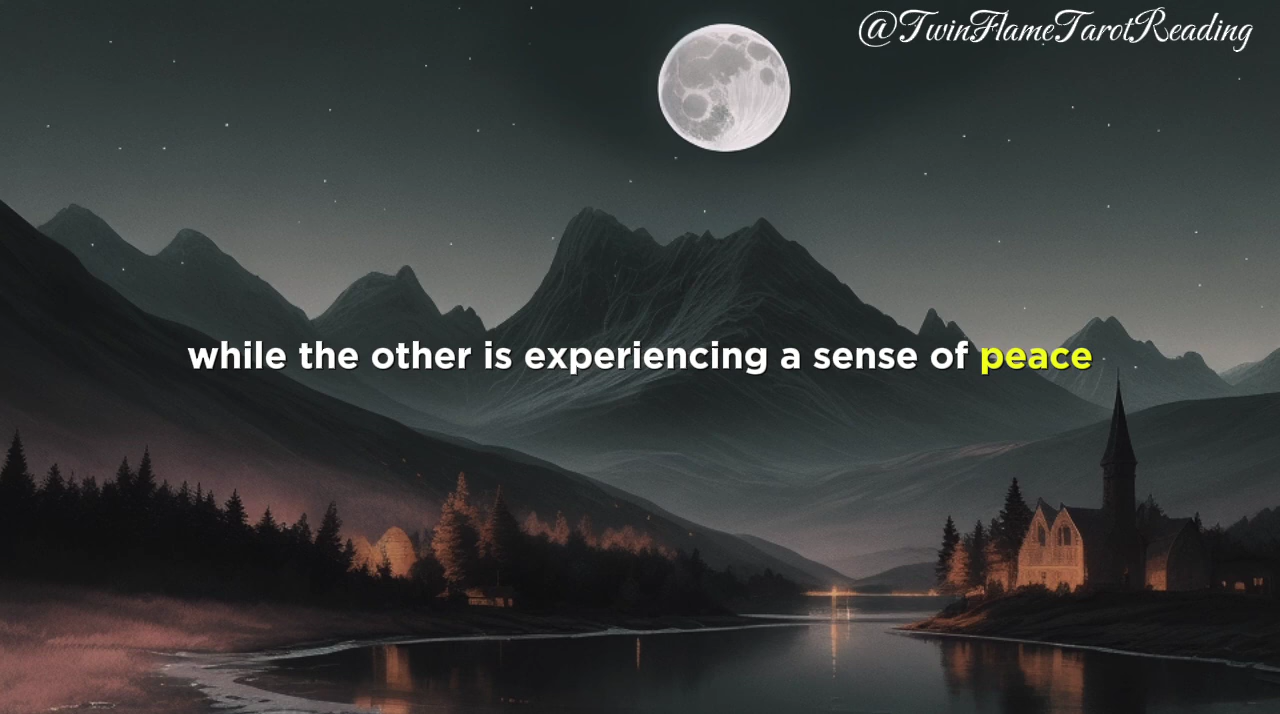 @TwinFlameTarotReading
while the other is experiencing a sense of peace